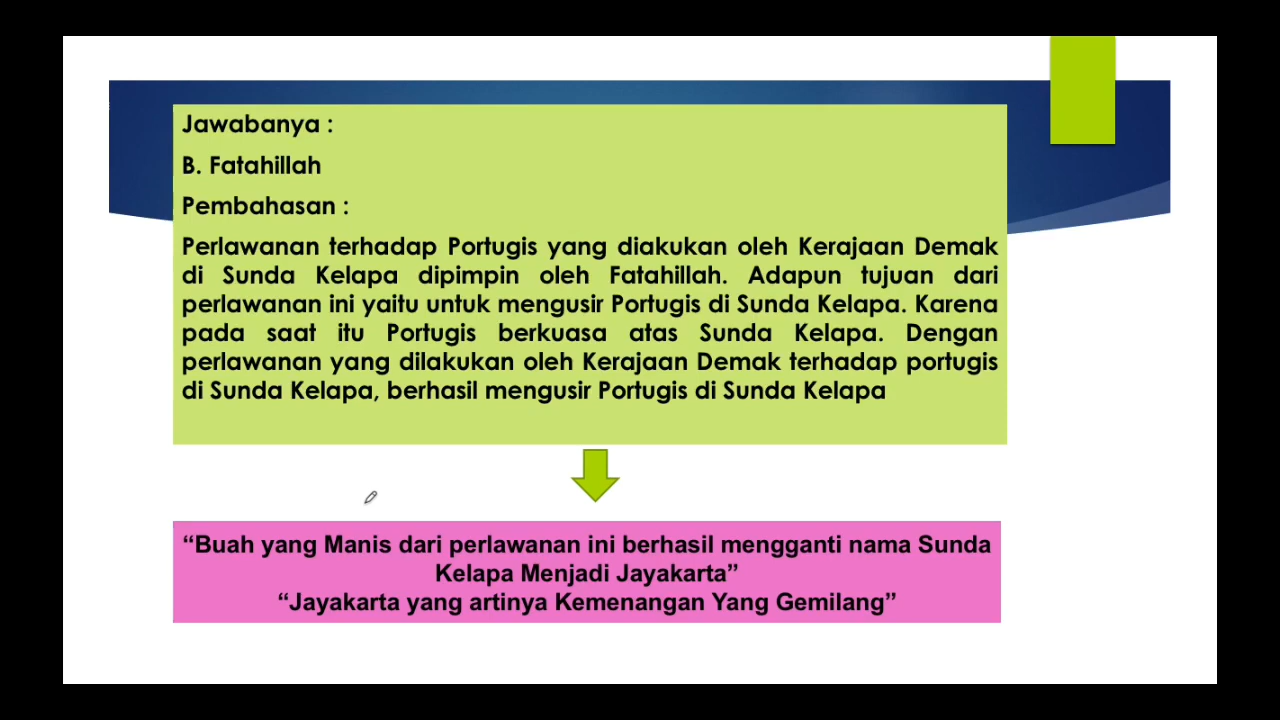 Jawabanya :
B. Fatahillah
Pembahasan :
Perlawanan terhadap Portugis yang diakukan oleh Kerajaan Demak
di Sunda Kelapa dipimpin oleh Fatahillah. Adapun tujuan dari
perlawanan ini yaitu untuk mengusir Portugis di Sunda Kelapa. Karena
pada saat itu Portugis berkuasa atas Sunda Kelapa. Dengan
perlawanan yang dilakukan oleh Kerajaan Demak terhadap portugis
di Sunda Kelapa, berhasil mengusir Portugis di Sunda Kelapa
“Buah yang Manis dari perlawanan ini berhasil mengganti nama Sunda
Kelapa Menjadi Jayakarta”
“Jayakarta yang artinya Kemenangan Yang Gemilang”